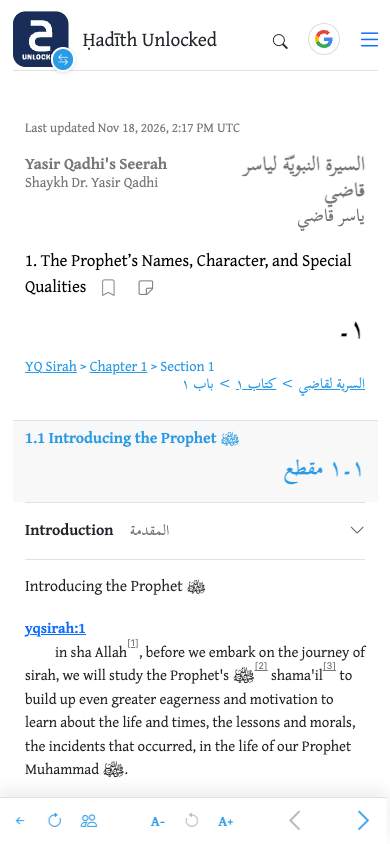 UNLOCK
Ḥadīth Unlocked
Last updated Nov 18, 2026, 2:17 PM UTC
Yasir Qadhi's Seerah
Shaykh Dr. Yasir Qadhi
السيرة النبويّة لياسر
قاضي
ياسر قاضي
1. The Prophet’s Names, Character, and Special
Qualities
١-
YQ Sirah > Chapter 1 > Section 1
السرية لقاضي > كتاب ١ > باب ١
1.1 Introducing the Prophet ﷺ
١-١ مقطع
Introduction المقدمة
Introducing the Prophet ﷺ
yqsirah:1
in sha Allah[1], before we embark on the journey of
sirah, we will study the Prophet's ﷺ[2] shama'il[3] to
build up even greater eagerness and motivation to
learn about the life and times, the lessons and morals,
the incidents that occurred, in the life of our Prophet
Muhammad ﷺ.
A- A+